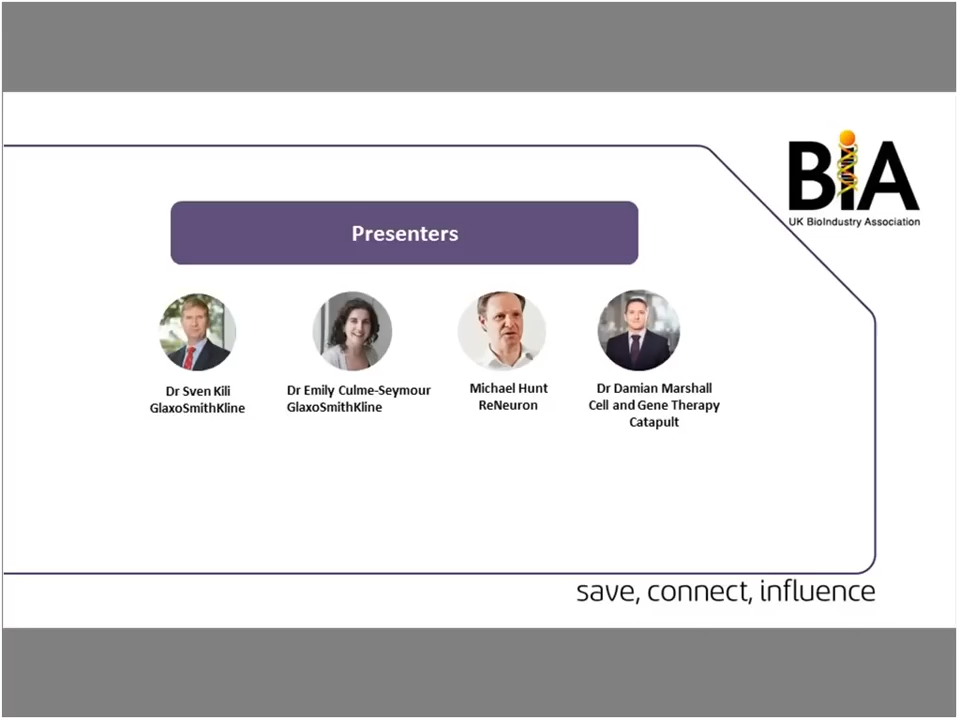 BiA
UK BioIndustry Association
Presenters
Dr Sven Kili
GlaxoSmithKline
Dr Emily Culme-Seymour
GlaxoSmithKline
Michael Hunt
ReNeuron
Dr Damian Marshall
Cell and Gene Therapy
Catapult
save, connect, influence